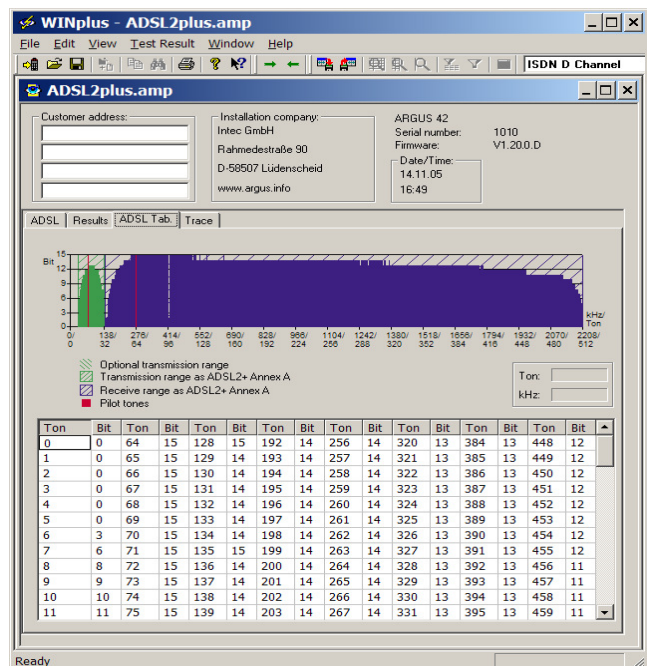 WINplus - ADSL2plus.amp
File Edit View Test Result Window Help
ISDN D Channel
ADSL2plus.amp
Customer address:
Installation company:
Intec GmbH
Rahmedestraße 90
D-58507 Lüdenscheid
www.argus.info
ARGUS 42
Serial number: 1010
Firmware: V1.20.0.D
Date/Time:
14.11.05
16:49
ADSL Results ADSL Tab. Trace
Bit 15
12
9
6
3
0
kHz/
Ton
0/ 138/ 276/ 414/ 552/ 690/ 828/ 966/ 1104/ 1242/ 1380/ 1518/ 1656/ 1794/ 1932/ 2070/ 2208/
0 32 64 96 128 160 192 224 256 288 320 352 384 416 448 480 512
Optional transmission range
Transmission range as ADSL2+ Annex A
Receive range as ADSL2+ Annex A
Pilot tones
Ton:
kHz:
Ton Bit Ton Bit Ton Bit Ton Bit Ton Bit Ton Bit Ton Bit Ton Bit
0 0 64 15 128 15 192 14 256 14 320 13 384 13 448 12
1 0 65 15 129 14 193 14 257 14 321 13 385 13 449 12
2 0 66 15 130 14 194 14 258 14 322 13 386 13 450 12
3 0 67 15 131 14 195 14 259 14 323 13 387 13 451 12
4 0 68 15 132 14 196 14 260 14 324 13 388 13 452 12
5 0 69 15 133 14 197 14 261 14 325 13 389 13 453 12
6 3 70 15 134 14 198 14 262 14 326 13 390 13 454 12
7 6 71 15 135 15 199 14 263 14 327 13 391 13 455 12
8 8 72 15 136 14 200 14 264 14 328 13 392 13 456 11
9 9 73 15 137 14 201 14 265 14 329 13 393 13 457 11
10 10 74 15 138 14 202 14 266 14 330 13 394 13 458 11
11 11 75 15 139 14 203 14 267 14 331 13 395 13 459 11
Ready